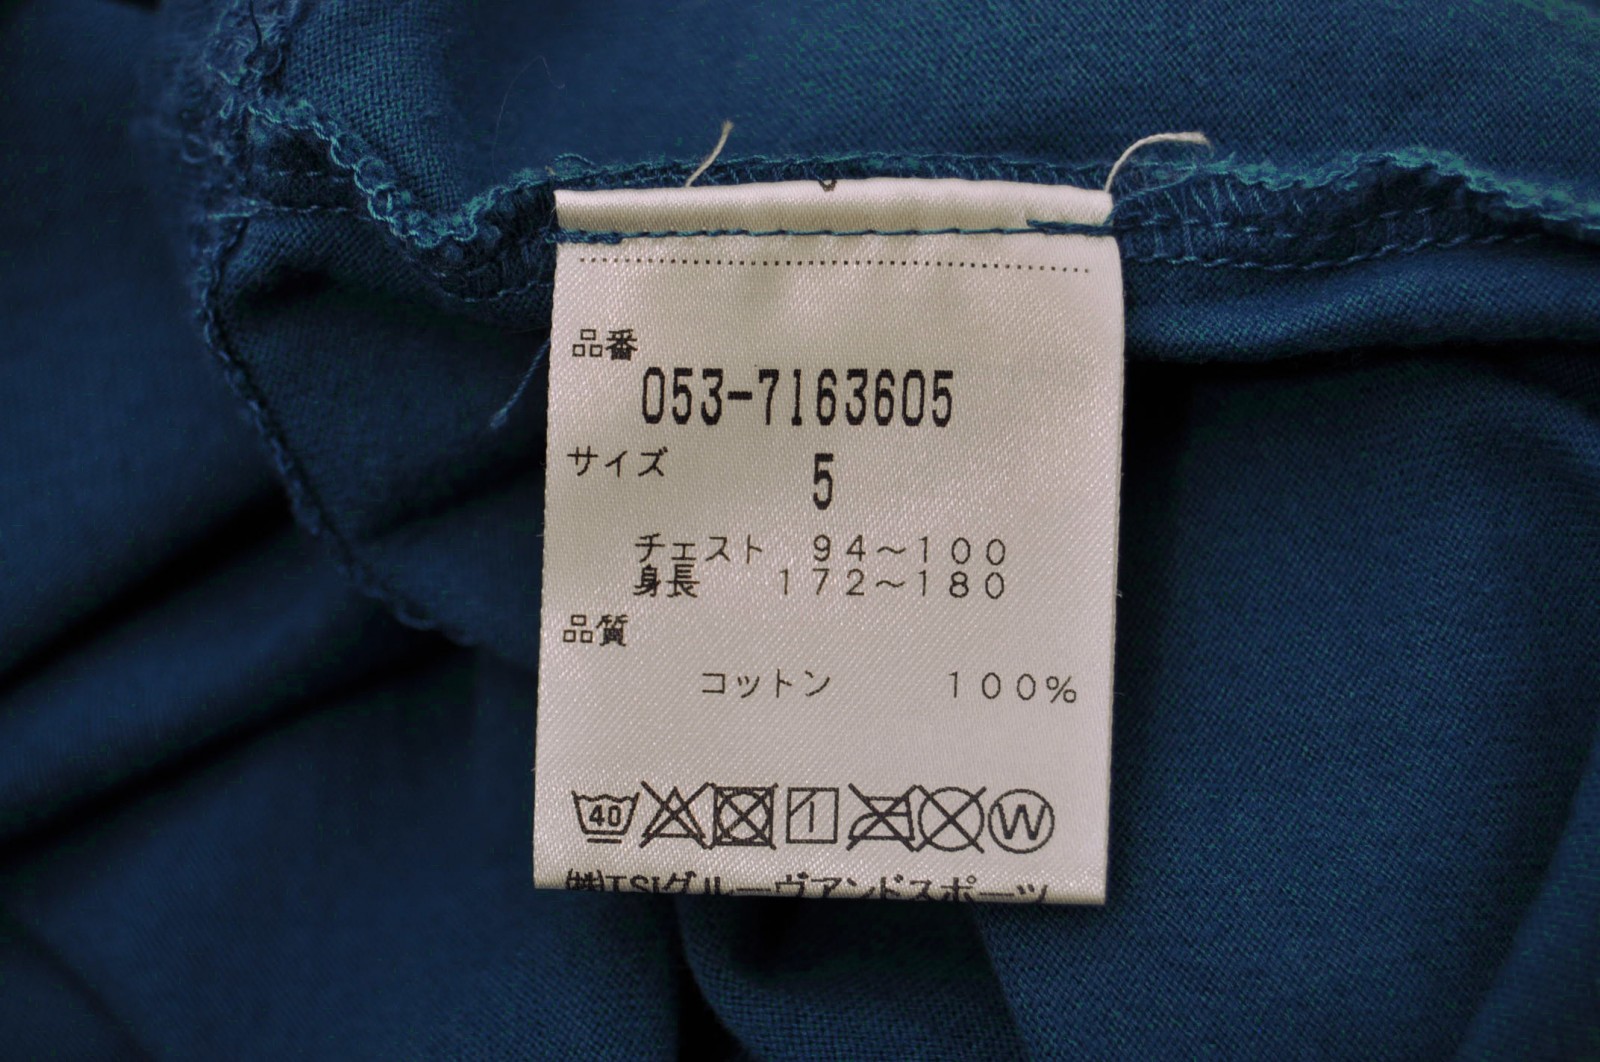 品番
053-7163605
サイズ 5
チェスト 94～100
身長 172～180
品質
コットン 100%
40 W
㈱TSIグルーヴアンドスポーツ